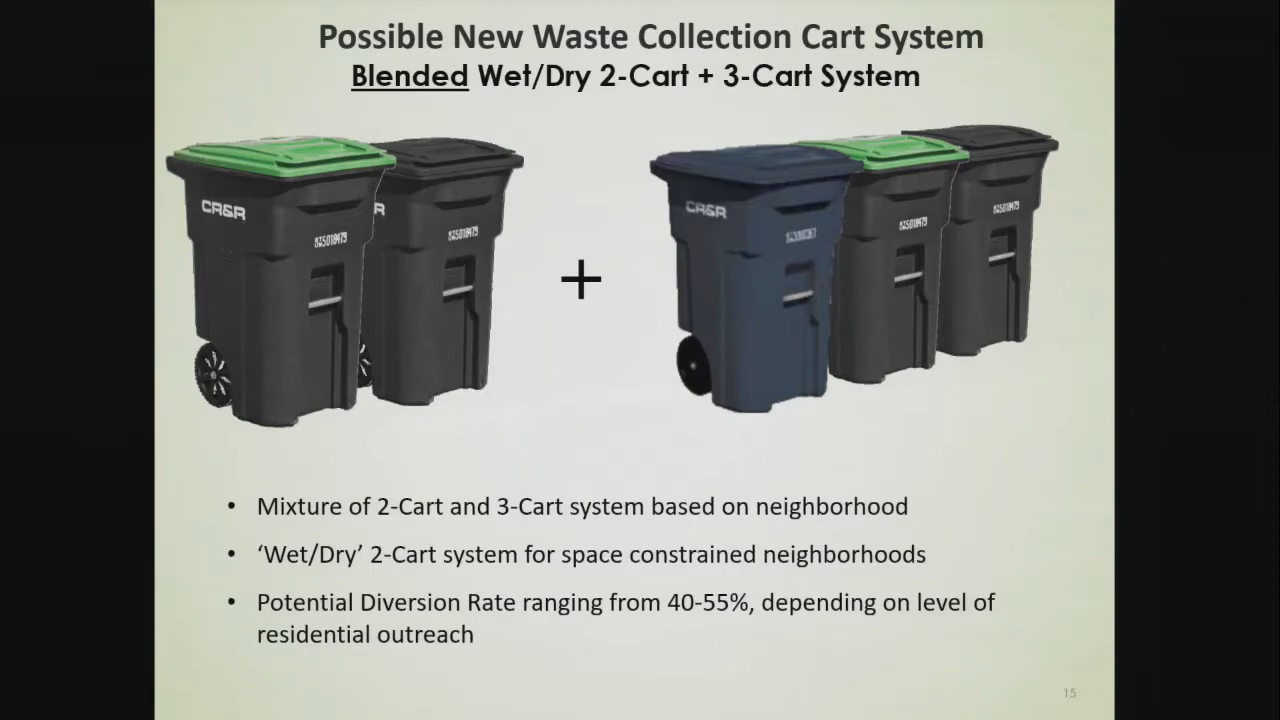 Possible New Waste Collection Cart System
Blended Wet/Dry 2-Cart + 3-Cart System
CR&R
R
CR&R
+
• Mixture of 2-Cart and 3-Cart system based on neighborhood
• ‘Wet/Dry’ 2-Cart system for space constrained neighborhoods
• Potential Diversion Rate ranging from 40-55%, depending on level of
residential outreach
15